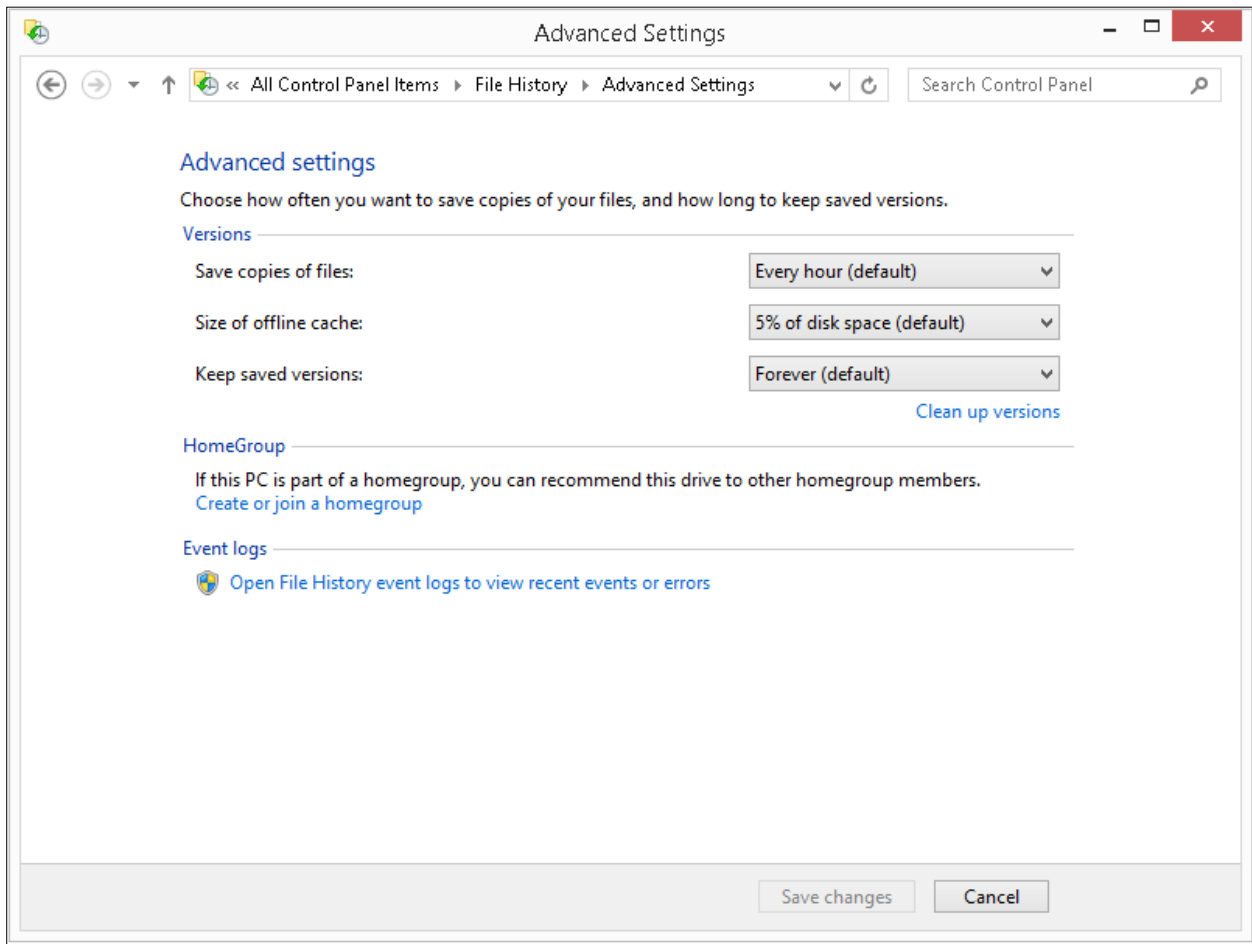 Advanced Settings
« All Control Panel Items File History Advanced Settings Search Control Panel
Advanced settings
Choose how often you want to save copies of your files, and how long to keep saved versions.
Versions
Save copies of files: Every hour (default)
Size of offline cache: 5% of disk space (default)
Keep saved versions: Forever (default)
Clean up versions
HomeGroup
If this PC is part of a homegroup, you can recommend this drive to other homegroup members.
Create or join a homegroup
Event logs
Open File History event logs to view recent events or errors
Save changes Cancel